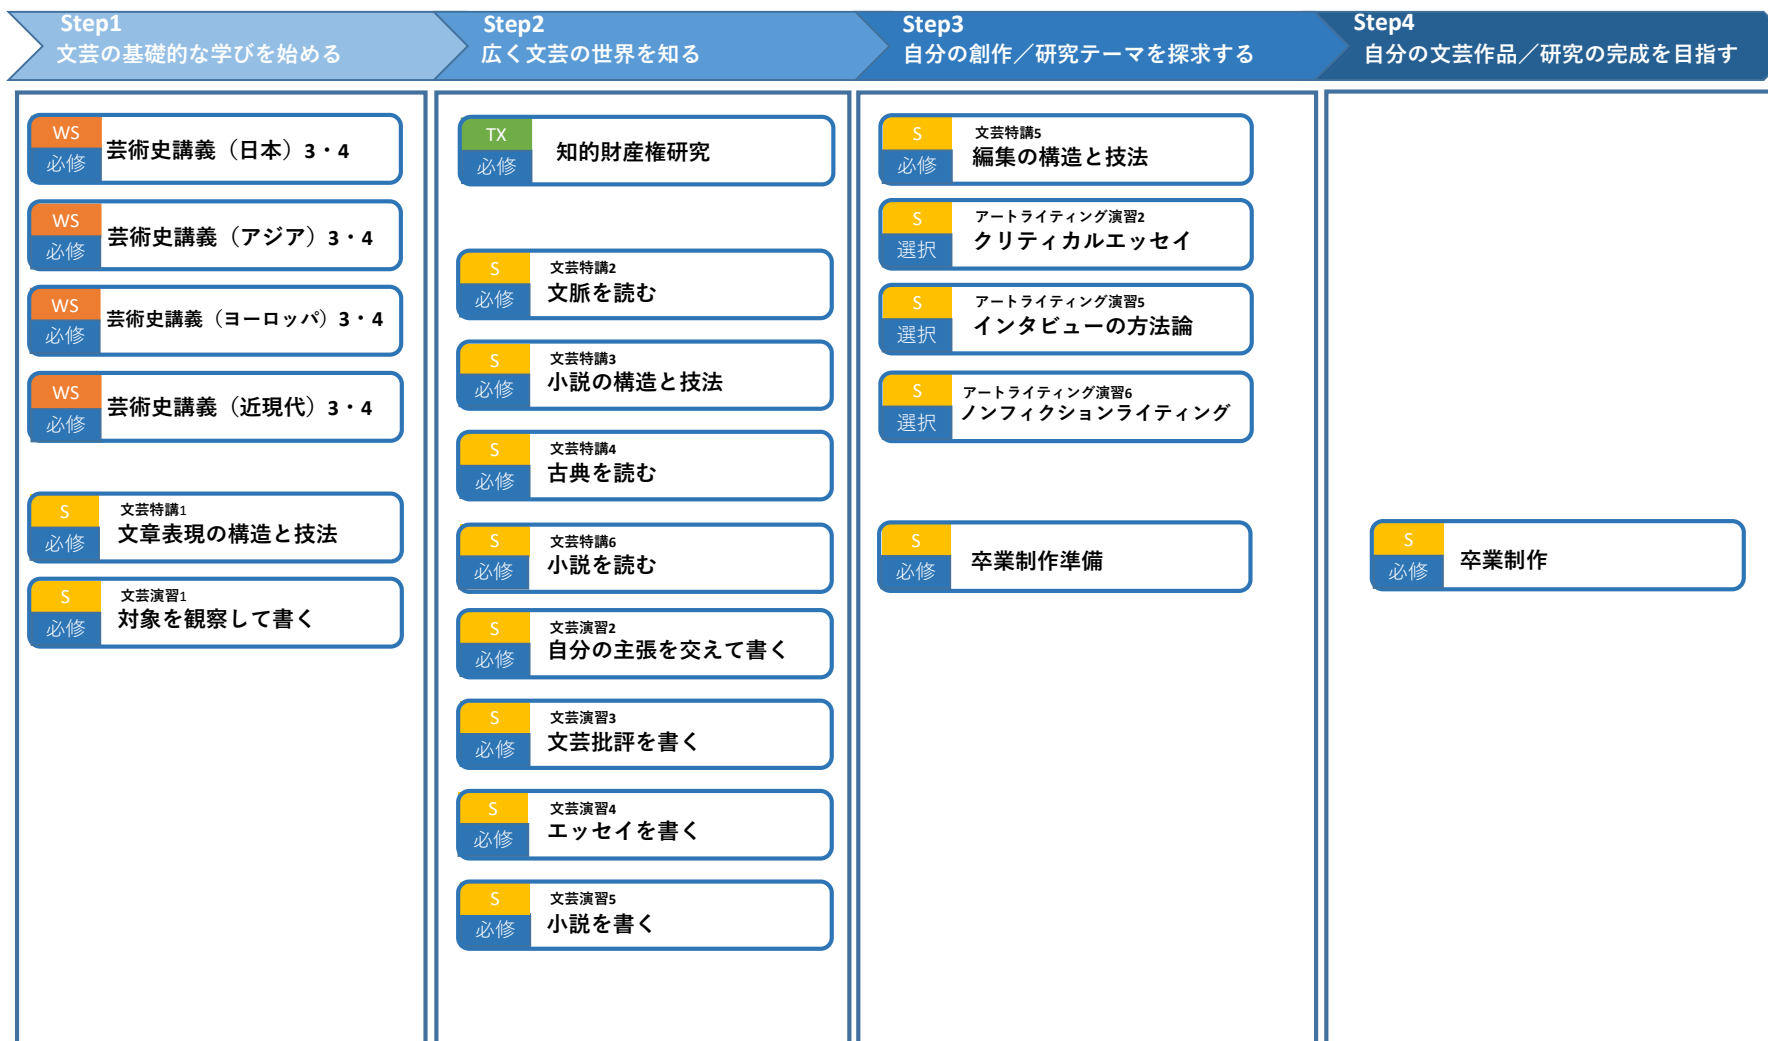 Step1
文芸の基礎的な学びを始める
Step2
広く文芸の世界を知る
Step3
自分の創作／研究テーマを探求する
Step4
自分の文芸作品／研究の完成を目指す
WS
必修
芸術史講義（日本）3・4
WS
必修
芸術史講義（アジア）3・4
WS
必修
芸術史講義（ヨーロッパ）3・4
WS
必修
芸術史講義（近現代）3・4
S
必修
文芸特講1
文章表現の構造と技法
S
必修
文芸演習1
対象を観察して書く
TX
必修
知的財産権研究
S
必修
文芸特講2
文脈を読む
S
必修
文芸特講3
小説の構造と技法
S
必修
文芸特講4
古典を読む
S
必修
文芸特講6
小説を読む
S
必修
文芸演習2
自分の主張を交えて書く
S
必修
文芸演習3
文芸批評を書く
S
必修
文芸演習4
エッセイを書く
S
必修
文芸演習5
小説を書く
S
必修
文芸特講5
編集の構造と技法
S
選択
アートライティング演習2
クリティカルエッセイ
S
選択
アートライティング演習5
インタビューの方法論
S
選択
アートライティング演習6
ノンフィクションライティング
S
必修
卒業制作準備
S
必修
卒業制作